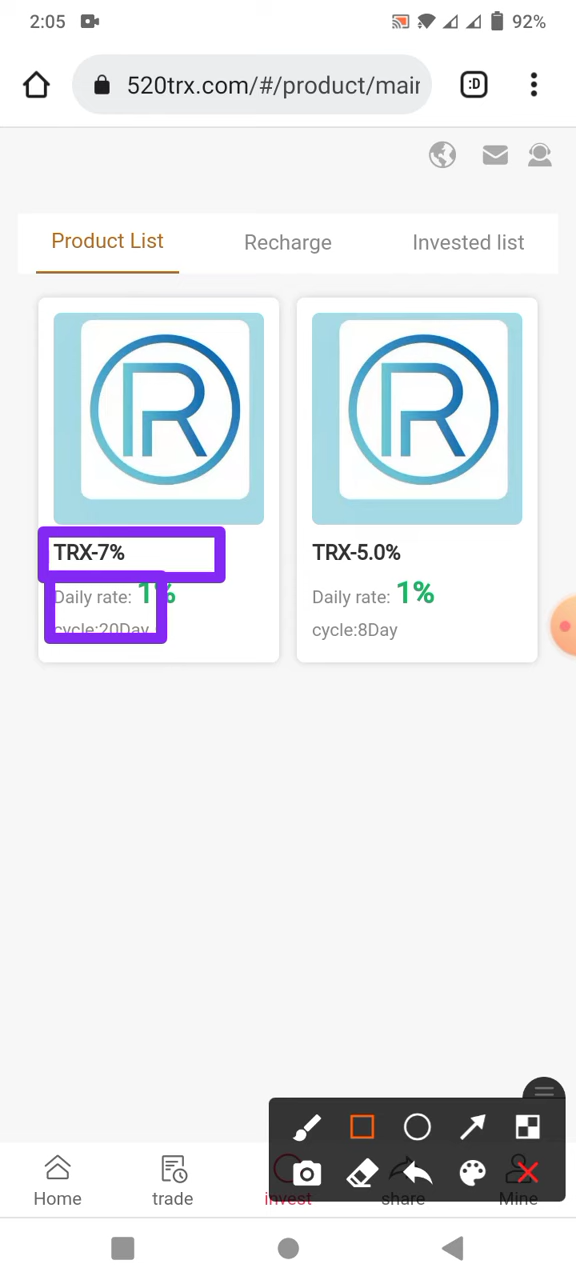 2:05
92%
520trx.com/#/product/mair
:D
Product List
Recharge
Invested list
TRX-7%
Daily rate: 1%
cycle:20Day
TRX-5.0%
Daily rate: 1%
cycle:8Day
Home
trade
invest
share
Mine